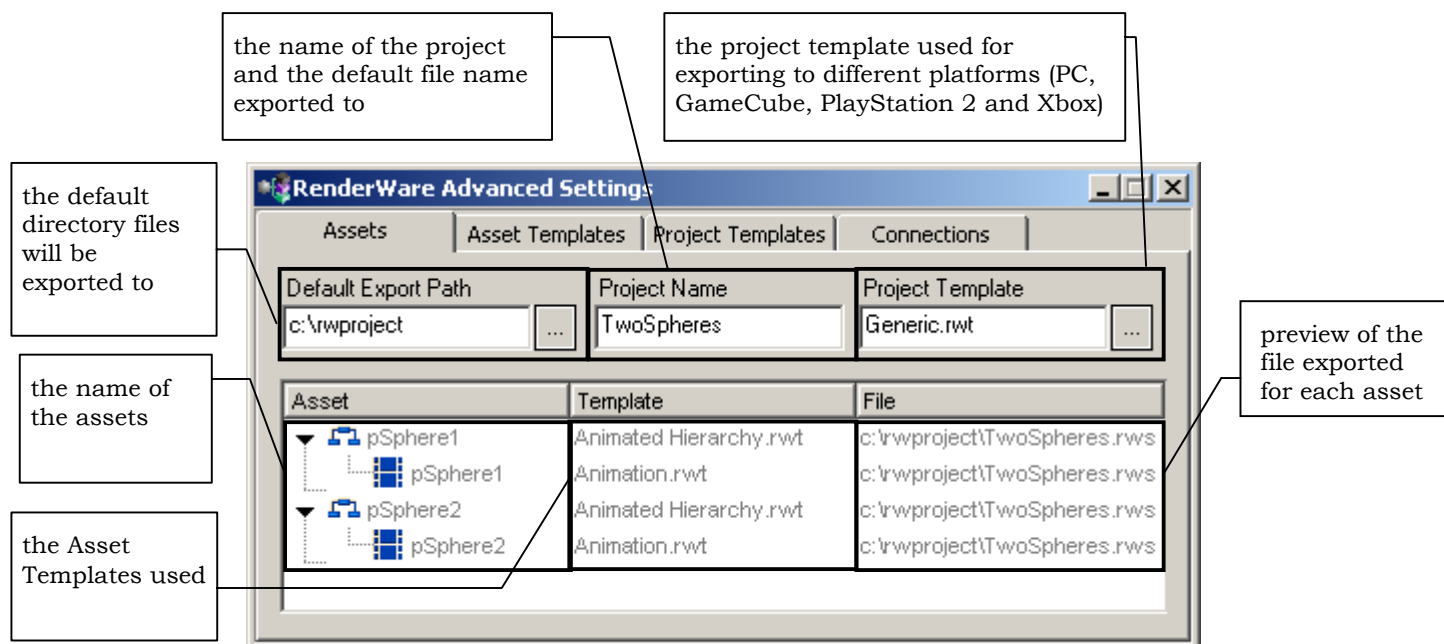 the name of the project
and the default file name
exported to
the project template used for
exporting to different platforms (PC,
GameCube, PlayStation 2 and Xbox)
the default
directory files
will be
exported to
RenderWare Advanced Settings
Assets
Asset Templates
Project Templates
Connections
Default Export Path
Project Name
Project Template
c:\rwproject
...
TwoSpheres
Generic.rwt
...
preview of the
file exported
for each asset
the name of
the assets
Asset
Template
File
pSphere1
Animated Hierarchy.rwt
c:\rwproject\TwoSpheres.rws
pSphere1
Animation.rwt
c:\rwproject\TwoSpheres.rws
pSphere2
Animated Hierarchy.rwt
c:\rwproject\TwoSpheres.rws
pSphere2
Animation.rwt
c:\rwproject\TwoSpheres.rws
the Asset
Templates used